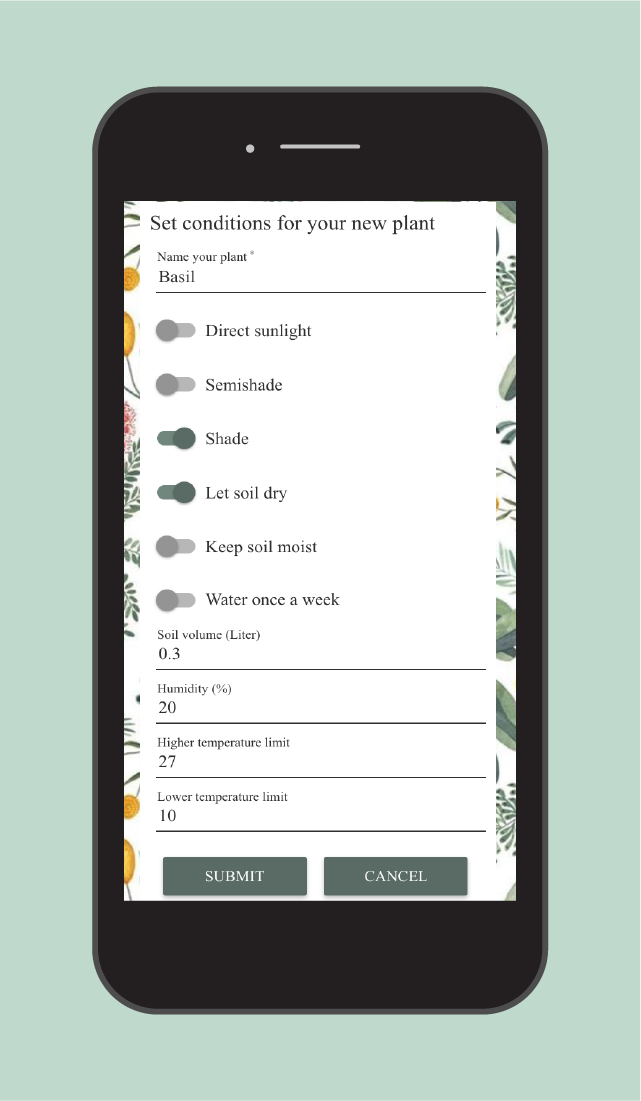 Set conditions for your new plant
Name your plant *
Basil
Direct sunlight
Semishade
Shade
Let soil dry
Keep soil moist
Water once a week
Soil volume (Liter)
0.3
Humidity (%)
20
Higher temperature limit
27
Lower temperature limit
10
SUBMIT CANCEL